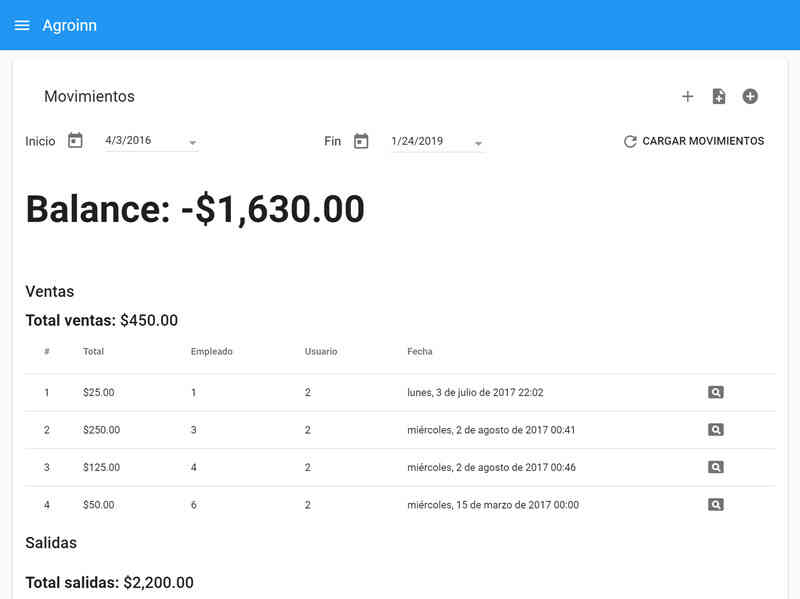 Agroinn
Movimientos
Inicio 4/3/2016 Fin 1/24/2019 CARGAR MOVIMIENTOS
Balance: -$1,630.00
Ventas
Total ventas: $450.00
# Total Empleado Usuario Fecha
1 $25.00 1 2 lunes, 3 de julio de 2017 22:02
2 $250.00 3 2 miércoles, 2 de agosto de 2017 00:41
3 $125.00 4 2 miércoles, 2 de agosto de 2017 00:46
4 $50.00 6 2 miércoles, 15 de marzo de 2017 00:00
Salidas
Total salidas: $2,200.00